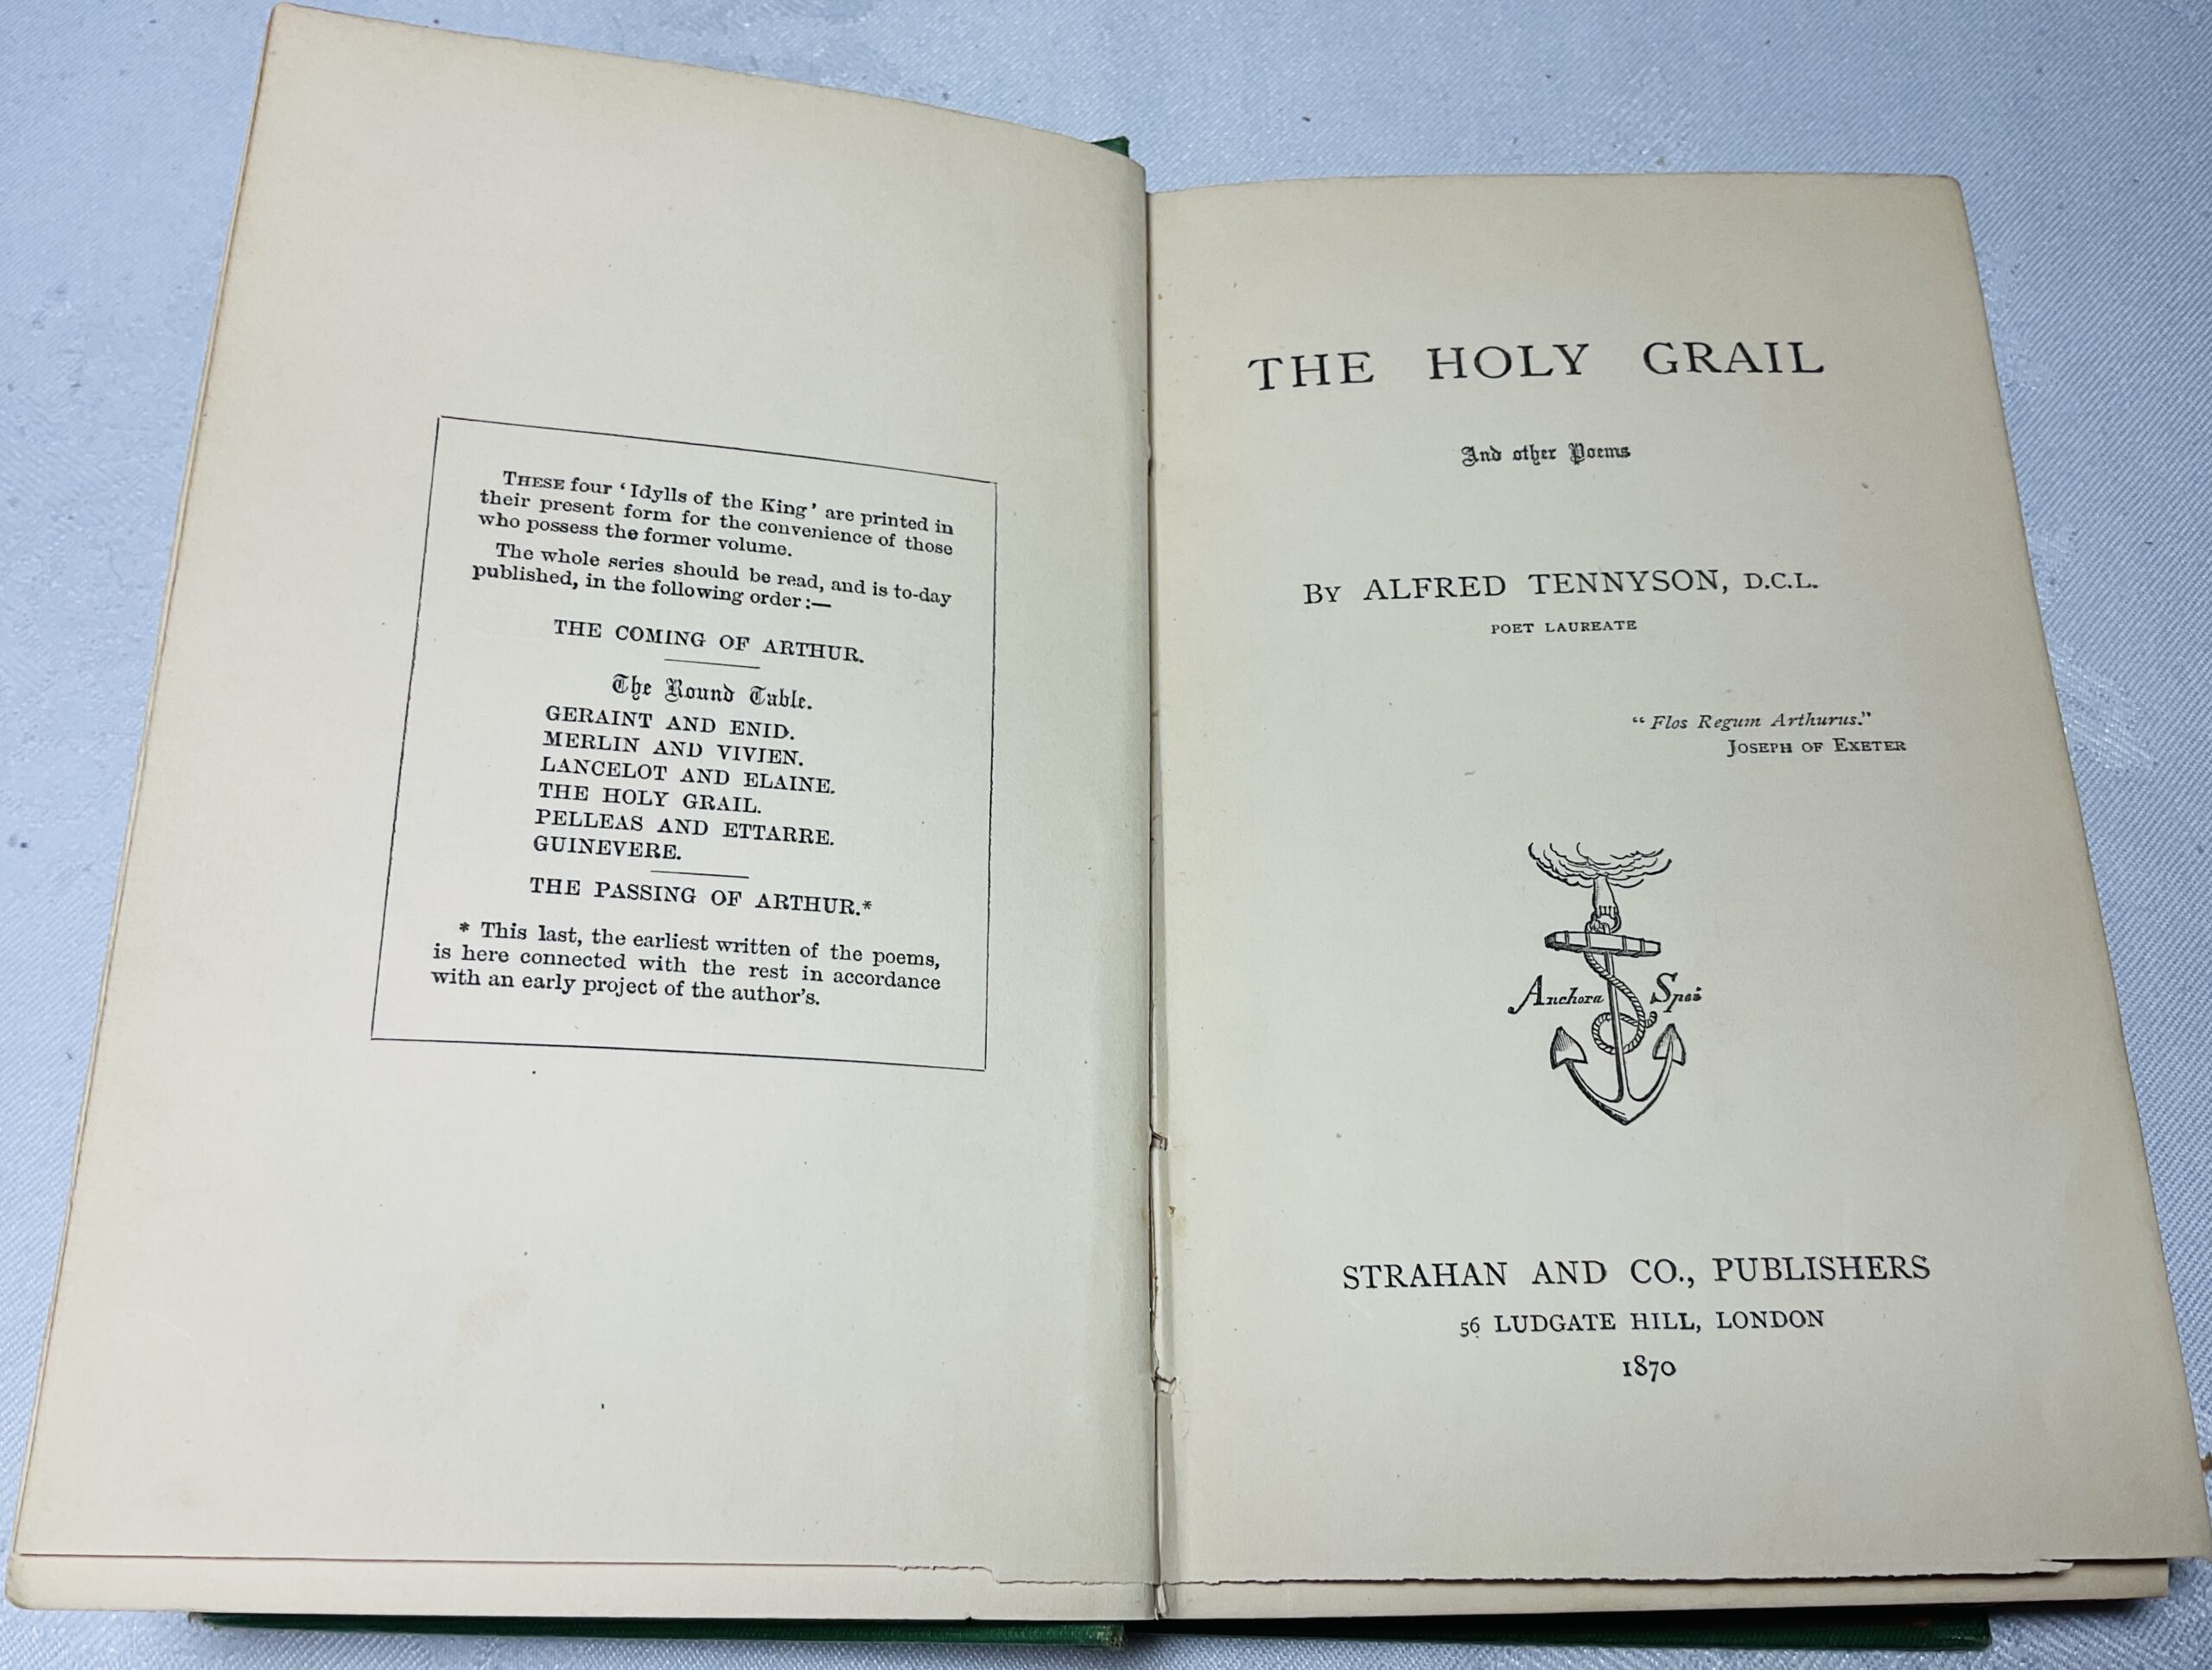 THESE four ‘Idylls of the King’ are printed in
their present form for the convenience of those
who possess the former volume.
The whole series should be read, and is to-day
published, in the following order:—
THE COMING OF ARTHUR.
The Round Table.
GERAINT AND ENID.
MERLIN AND VIVIEN.
LANCELOT AND ELAINE.
THE HOLY GRAIL.
PELLEAS AND ETTARRE.
GUINEVERE.
THE PASSING OF ARTHUR.*
* This last, the earliest written of the poems,
is here connected with the rest in accordance
with an early project of the author’s.
THE HOLY GRAIL
And other Poems
BY ALFRED TENNYSON, D.C.L.
POET LAUREATE
“Flos Regum Arthurus.”
JOSEPH OF EXETER
Anchora Spei
STRAHAN AND CO., PUBLISHERS
56 LUDGATE HILL, LONDON
1870